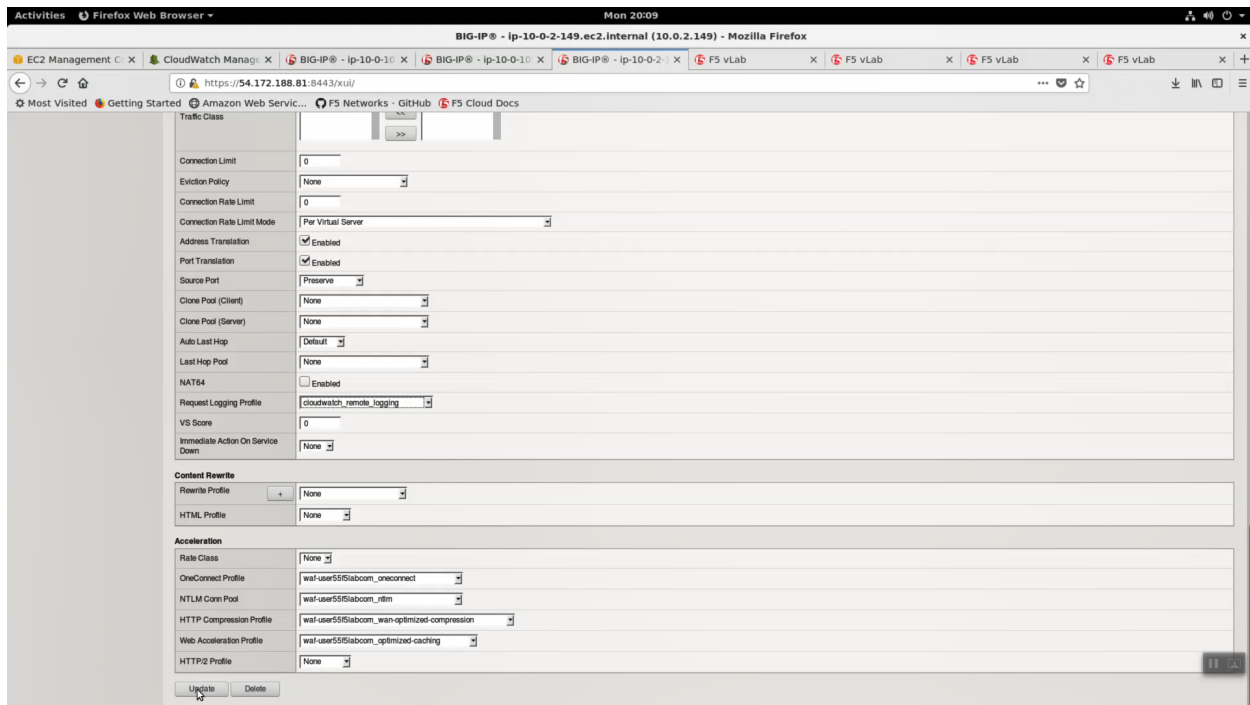 Activities Firefox Web Browser Mon 20:09
BIG-IP® - ip-10-0-2-149.ec2.internal (10.0.2.149) - Mozilla Firefox
EC2 Management C CloudWatch Manage BIG-IP® - ip-10-0-10 BIG-IP® - ip-10-0-10 BIG-IP® - ip-10-0-2-1 F5 vLab F5 vLab F5 vLab F5 vLab
https://54.172.188.81:8443/xui/
Most Visited Getting Started Amazon Web Servic... F5 Networks · GitHub F5 Cloud Docs
Traffic Class <<
>>
Connection Limit 0
Eviction Policy None
Connection Rate Limit 0
Connection Rate Limit Mode Per Virtual Server
Address Translation Enabled
Port Translation Enabled
Source Port Preserve
Clone Pool (Client) None
Clone Pool (Server) None
Auto Last Hop Default
Last Hop Pool None
NAT64 Enabled
Request Logging Profile cloudwatch_remote_logging
VS Score 0
Immediate Action On Service
Down None
Content Rewrite
Rewrite Profile + None
HTML Profile None
Acceleration
Rate Class None
OneConnect Profile waf-user55f5labcom_oneconnect
NTLM Conn Pool waf-user55f5labcom_ntlm
HTTP Compression Profile waf-user55f5labcom_wan-optimized-compression
Web Acceleration Profile waf-user55f5labcom_optimized-caching
HTTP/2 Profile None
Update Delete